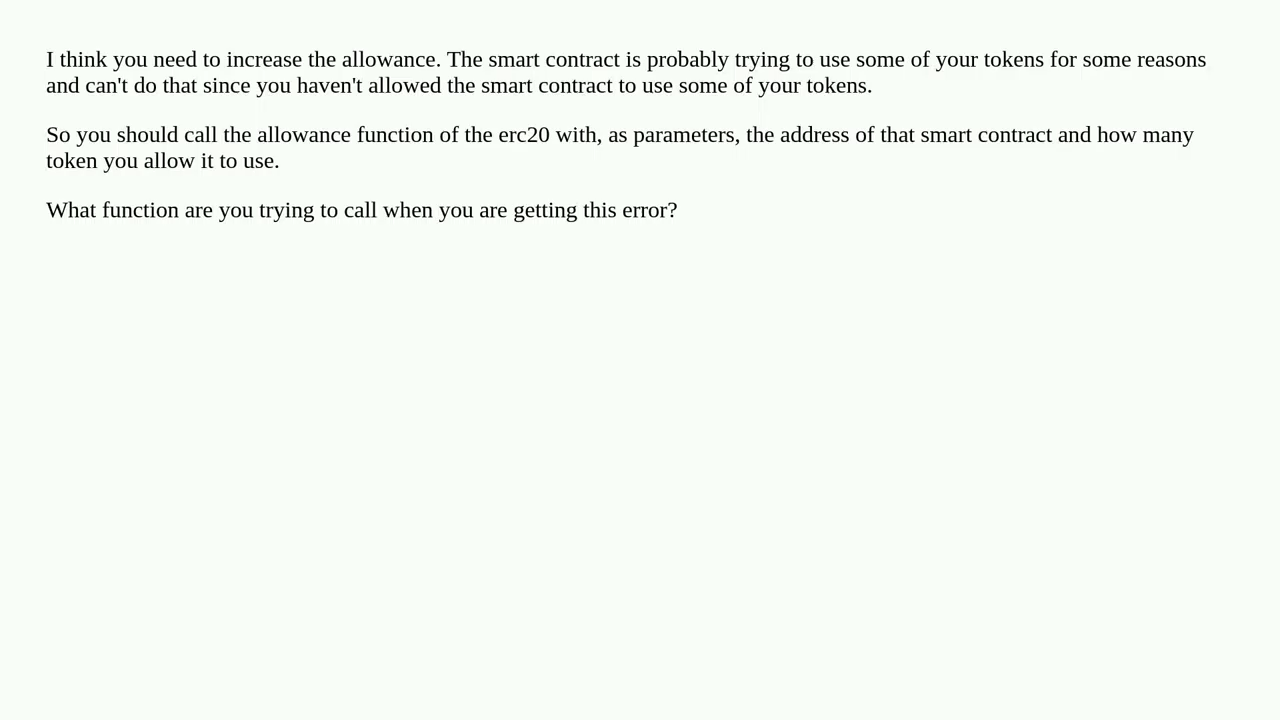 I think you need to increase the allowance. The smart contract is probably trying to use some of your tokens for some reasons
and can't do that since you haven't allowed the smart contract to use some of your tokens.
So you should call the allowance function of the erc20 with, as parameters, the address of that smart contract and how many
token you allow it to use.
What function are you trying to call when you are getting this error?